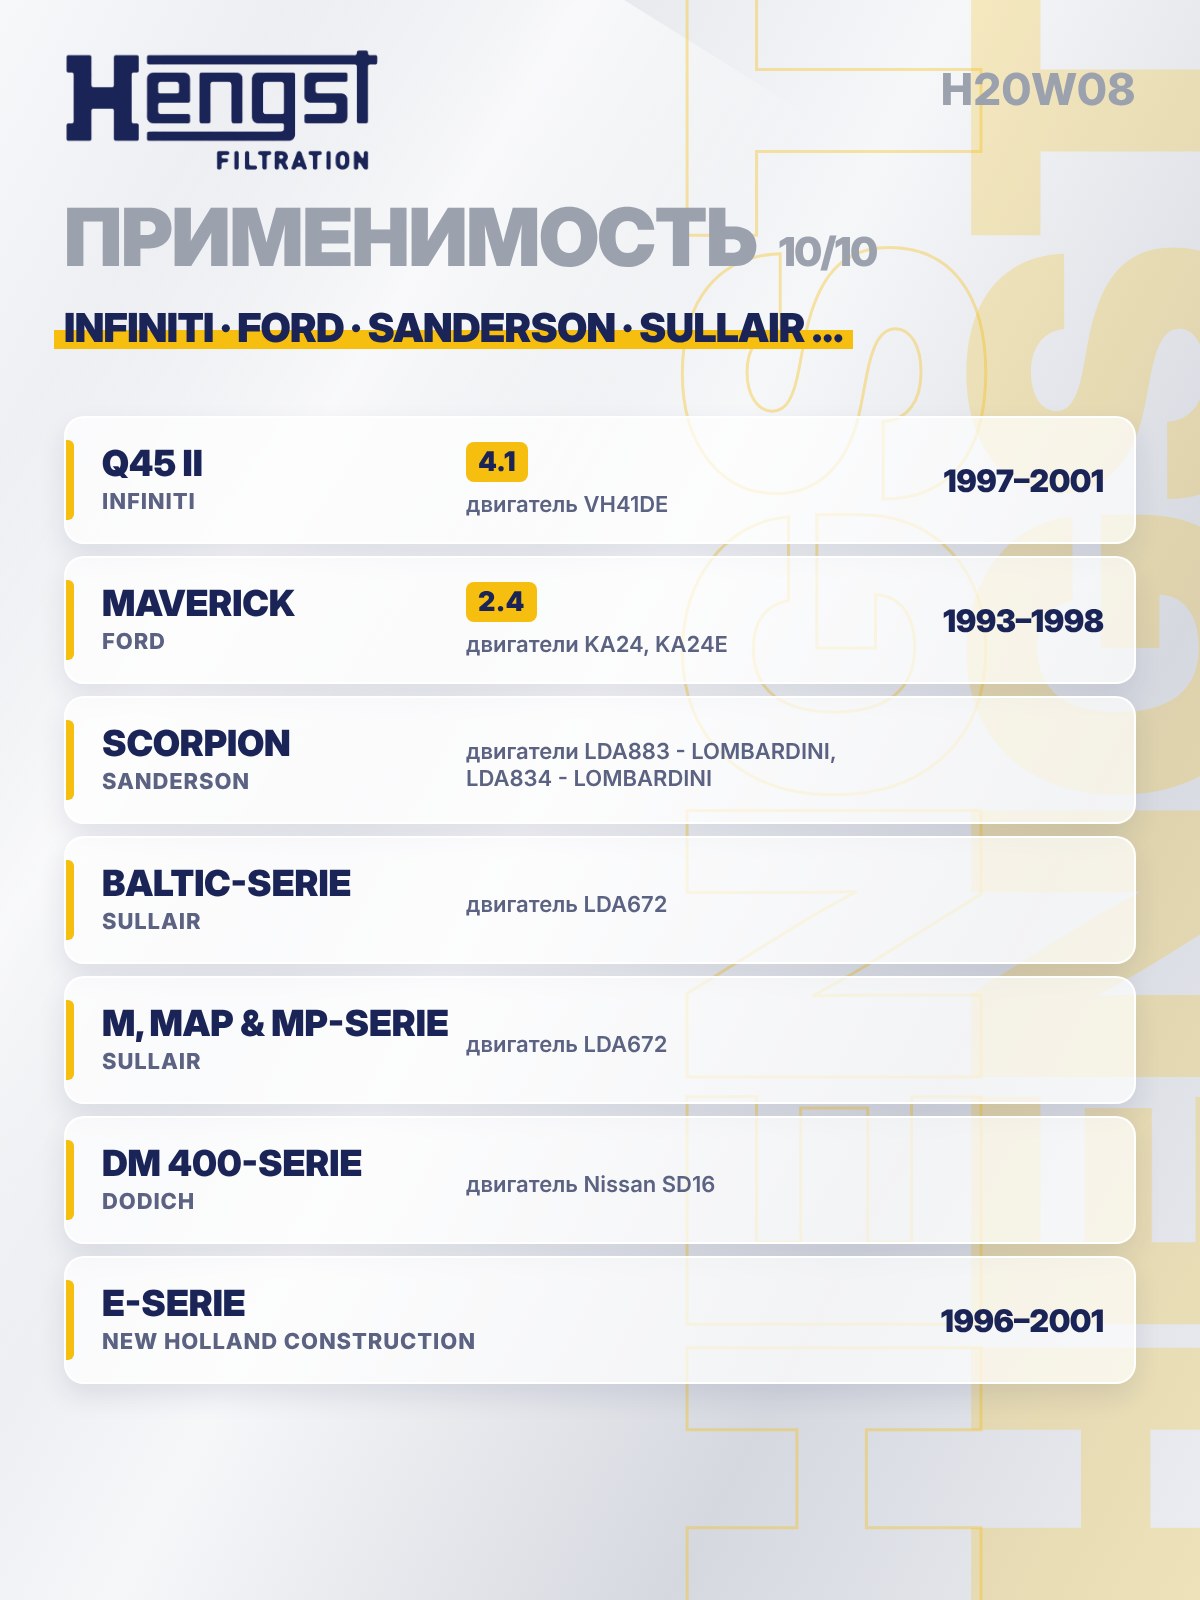 Hengst
FILTRATION
H20W08
ПРИМЕНИМОСТЬ 10/10
INFINITI · FORD · SANDERSON · SULLAIR ...
Q45 II
INFINITI
4.1
двигатель VH41DE
1997–2001
MAVERICK
FORD
2.4
двигатели KA24, KA24E
1993–1998
SCORPION
SANDERSON
двигатели LDA883 - LOMBARDINI,
LDA834 - LOMBARDINI
BALTIC-SERIE
SULLAIR
двигатель LDA672
M, MAP & MP-SERIE
SULLAIR
двигатель LDA672
DM 400-SERIE
DODICH
двигатель Nissan SD16
E-SERIE
NEW HOLLAND CONSTRUCTION
1996–2001
HENGST
HENGST